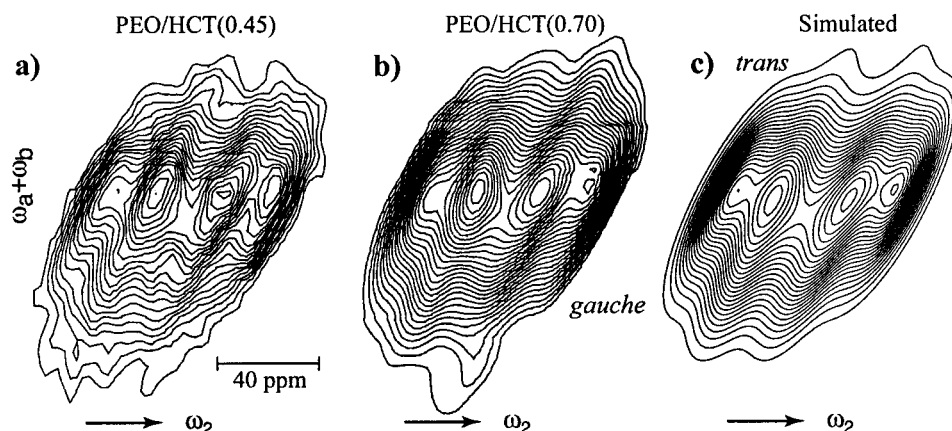 PEO/HCT(0.45)
PEO/HCT(0.70)
Simulated
a)
b)
c) trans
ωa+ωb
gauche
40 ppm
ω2
ω2
ω2